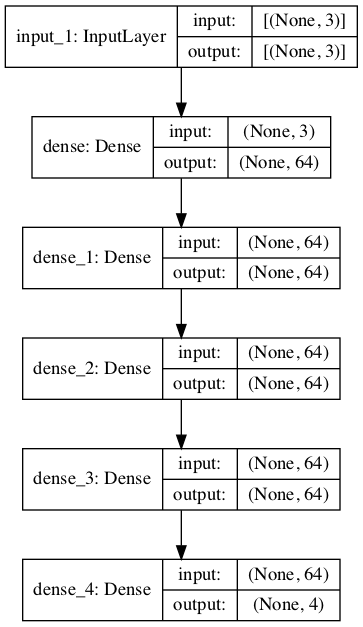 input_1: InputLayer
input: [(None, 3)]
output: [(None, 3)]
dense: Dense
input: (None, 3)
output: (None, 64)
dense_1: Dense
input: (None, 64)
output: (None, 64)
dense_2: Dense
input: (None, 64)
output: (None, 64)
dense_3: Dense
input: (None, 64)
output: (None, 64)
dense_4: Dense
input: (None, 64)
output: (None, 4)